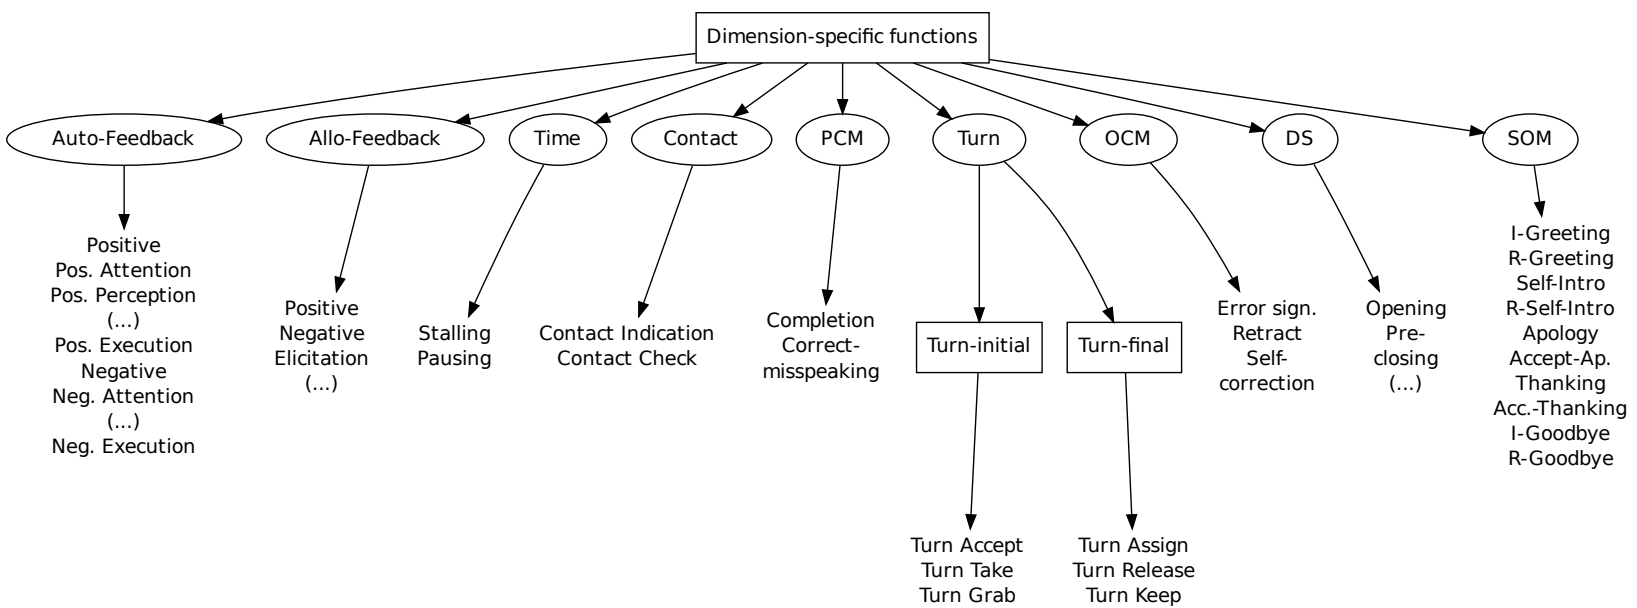 Dimension-specific functions
Auto-Feedback
Allo-Feedback
Time
Contact
PCM
Turn
OCM
DS
SOM
Positive
Pos. Attention
Pos. Perception
(...)
Pos. Execution
Negative
Neg. Attention
(...)
Neg. Execution
Positive
Negative
Elicitation
(...)
Stalling
Pausing
Contact Indication
Contact Check
Completion
Correct-
misspeaking
Turn-initial
Turn-final
Turn Accept
Turn Take
Turn Grab
Turn Assign
Turn Release
Turn Keep
Error sign.
Retract
Self-
correction
Opening
Pre-
closing
(...)
I-Greeting
R-Greeting
Self-Intro
R-Self-Intro
Apology
Accept-Ap.
Thanking
Acc.-Thanking
I-Goodbye
R-Goodbye